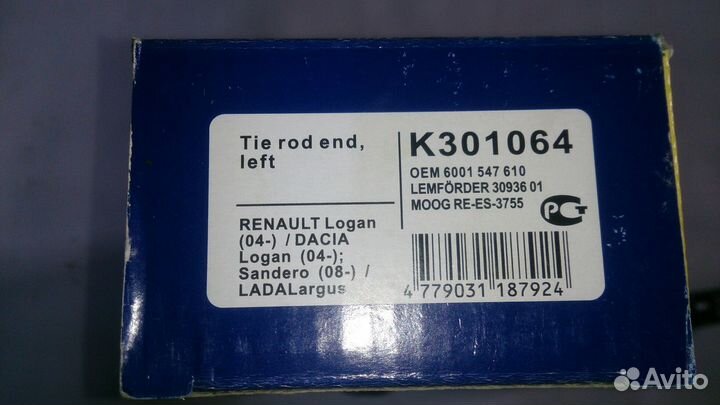 Tie rod end,
left
RENAULT Logan
(04-) / DACIA
Logan (04-);
Sandero (08-) /
LADALargus
K301064
OEM 6001 547 610
LEMFÖRDER 30936 01
MOOG RE-ES-3755
РСТ
4 779031 187924
Avito